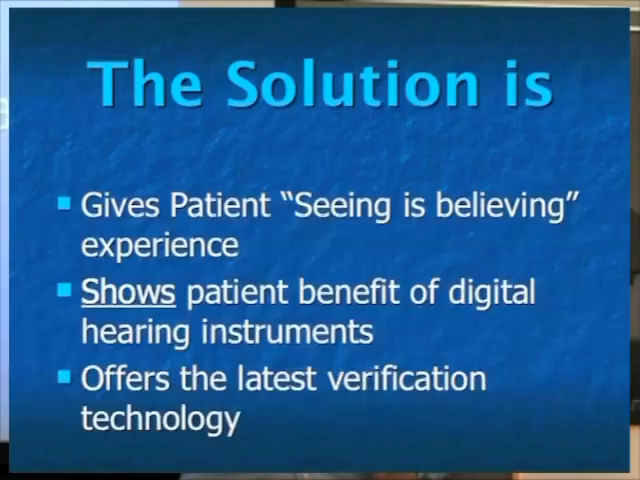 The Solution is
Gives Patient “Seeing is believing”
experience
Shows patient benefit of digital
hearing instruments
Offers the latest verification
technology